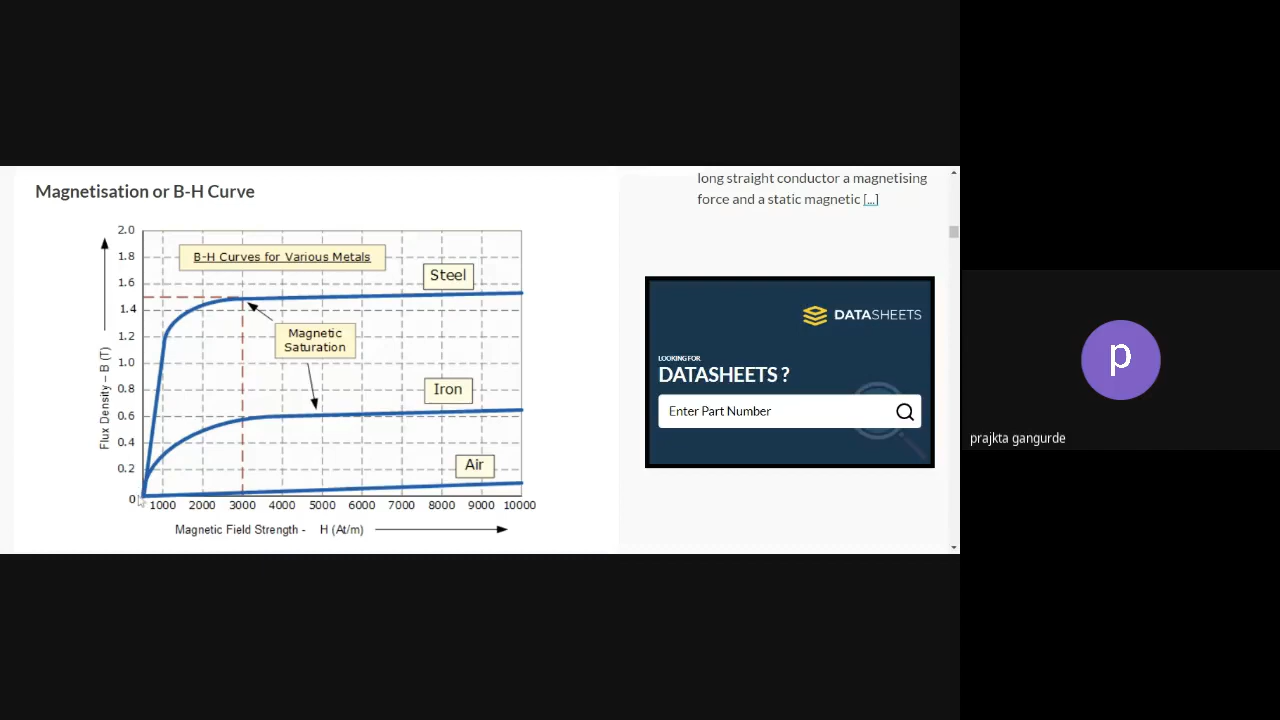 Magnetisation or B-H Curve
long straight conductor a magnetising
force and a static magnetic [...]
2.0
1.8
1.6
1.4
1.2
1.0
0.8
0.6
0.4
0.2
0
Flux Density – B (T)
B-H Curves for Various Metals
Steel
Magnetic
Saturation
Iron
Air
1000 2000 3000 4000 5000 6000 7000 8000 9000 10000
Magnetic Field Strength - H (At/m)
DATASHEETS
LOOKING FOR
DATASHEETS ?
Enter Part Number
p
prajkta gangurde